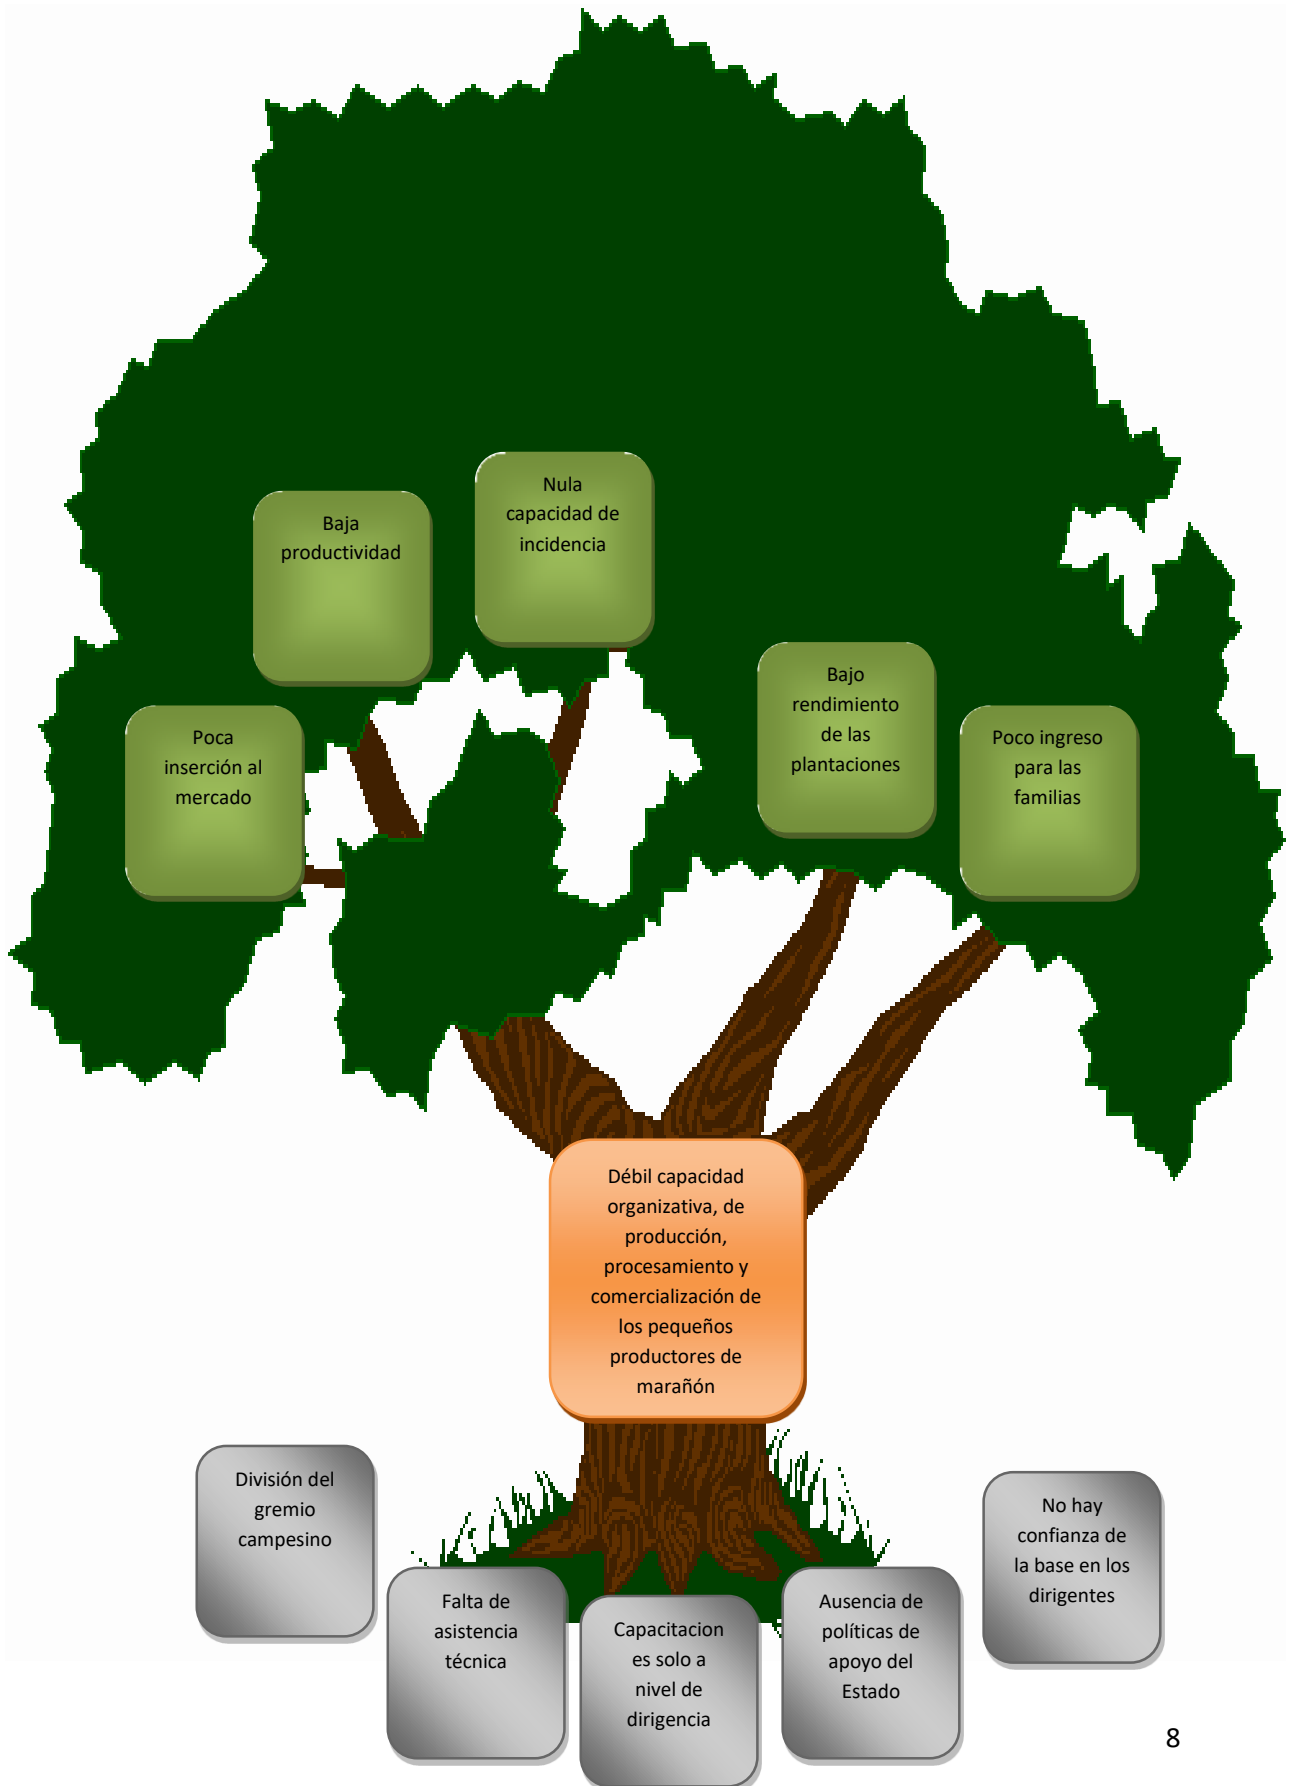 Nula
capacidad de
incidencia
Baja
productividad
Bajo
rendimiento
de las
plantaciones
Poca
inserción al
mercado
Poco ingreso
para las
familias
Débil capacidad
organizativa, de
producción,
procesamiento y
comercialización de
los pequeños
productores de
marañón
División del
gremio
campesino
Falta de
asistencia
técnica
Capacitacion
es solo a
nivel de
dirigencia
Ausencia de
políticas de
apoyo del
Estado
No hay
confianza de
la base en los
dirigentes
8